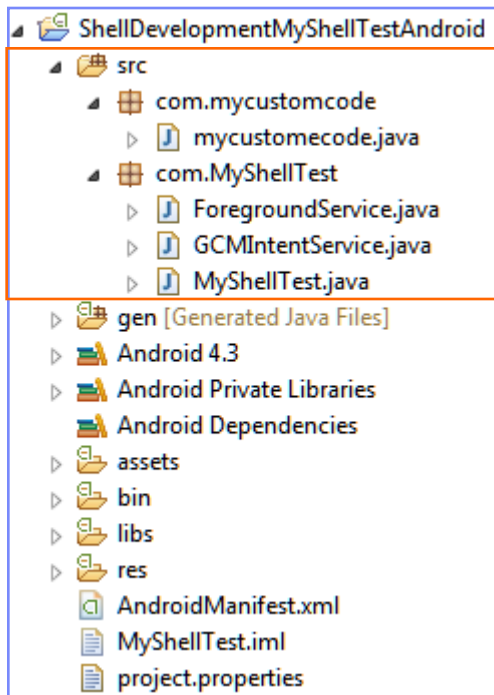 ShellDevelopmentMyShellTestAndroid
src
com.mycustomcode
mycustomecode.java
com.MyShellTest
ForegroundService.java
GCMIntentService.java
MyShellTest.java
gen [Generated Java Files]
Android 4.3
Android Private Libraries
Android Dependencies
assets
bin
libs
res
AndroidManifest.xml
MyShellTest.iml
project.properties